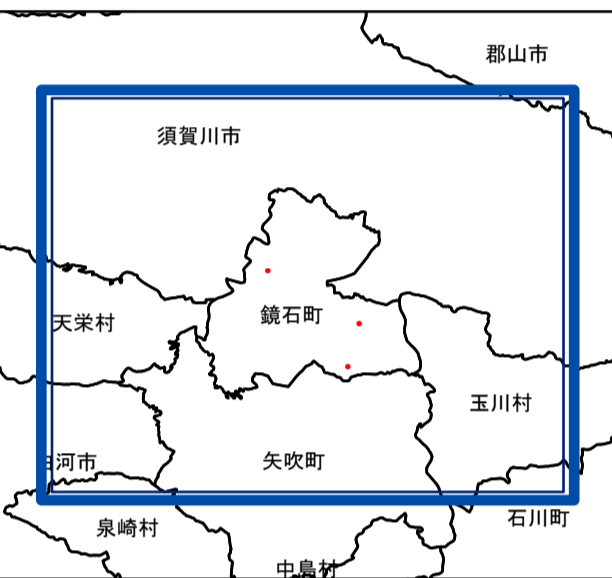 郡山市
須賀川市
天栄村
鏡石町
玉川村
白河市
矢吹町
泉崎村
石川町
中島村